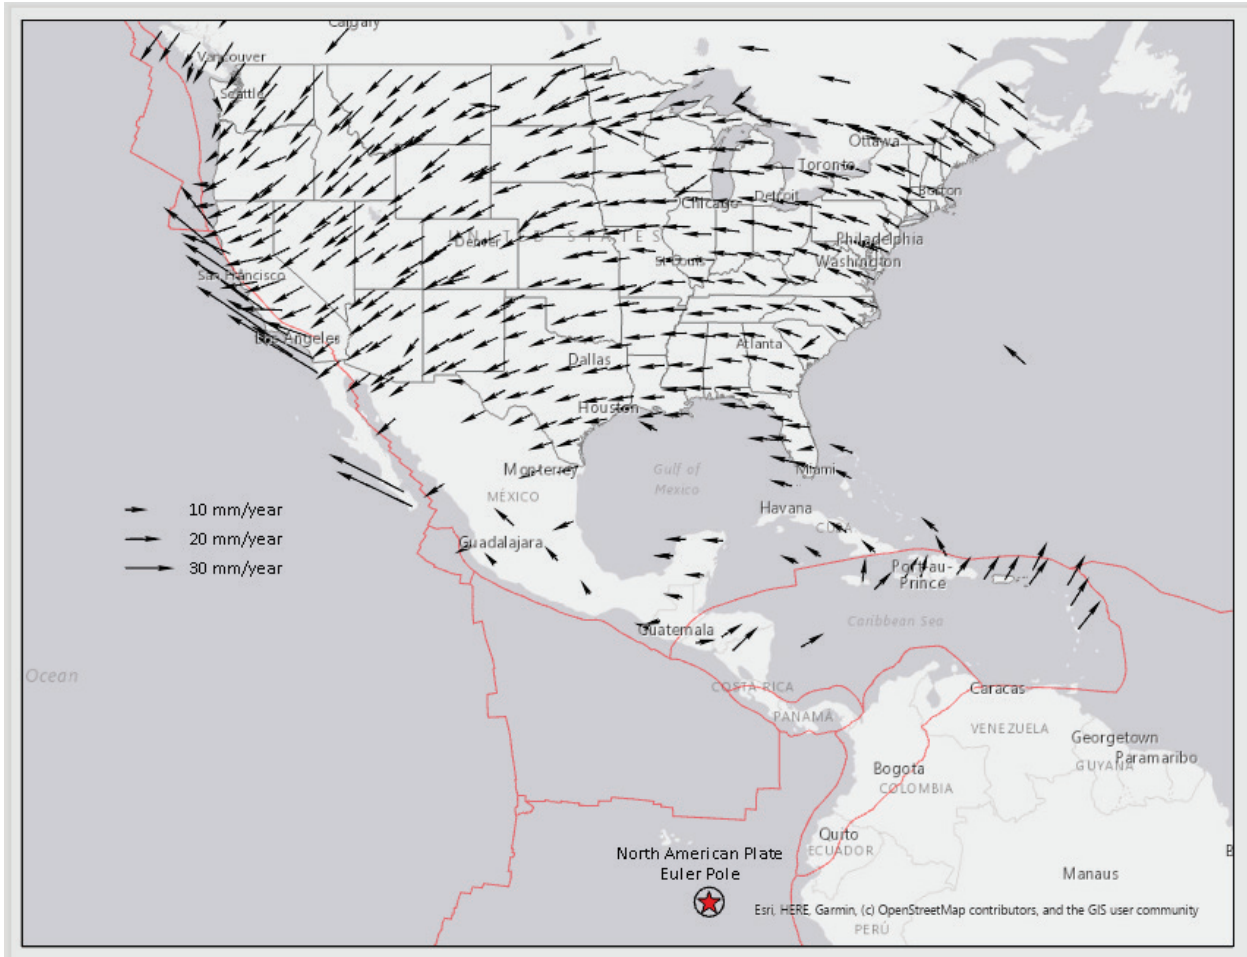 Calgary
Vancouver
Seattle
Ottawa
Toronto
Boston
Chicago
Detroit
UNITED STATES
Denver
Philadelphia
St Louis
Washington
San Francisco
Los Angeles
Atlanta
Dallas
Houston
Monterrey
Gulf of
Mexico
Miami
MÉXICO
Havana
10 mm/year
CUBA
20 mm/year
Guadalajara
30 mm/year
Port-au-
Prince
Guatemala
Caribbean Sea
Ocean
COSTA RICA
Caracas
PANAMÁ
VENEZUELA
Georgetown
Paramaribo
Bogota
GUYANA
COLOMBIA
Quito
ECUADOR
B
North American Plate
Euler Pole
Manaus
Esri, HERE, Garmin, (c) OpenStreetMap contributors, and the GIS user community
PERÚ